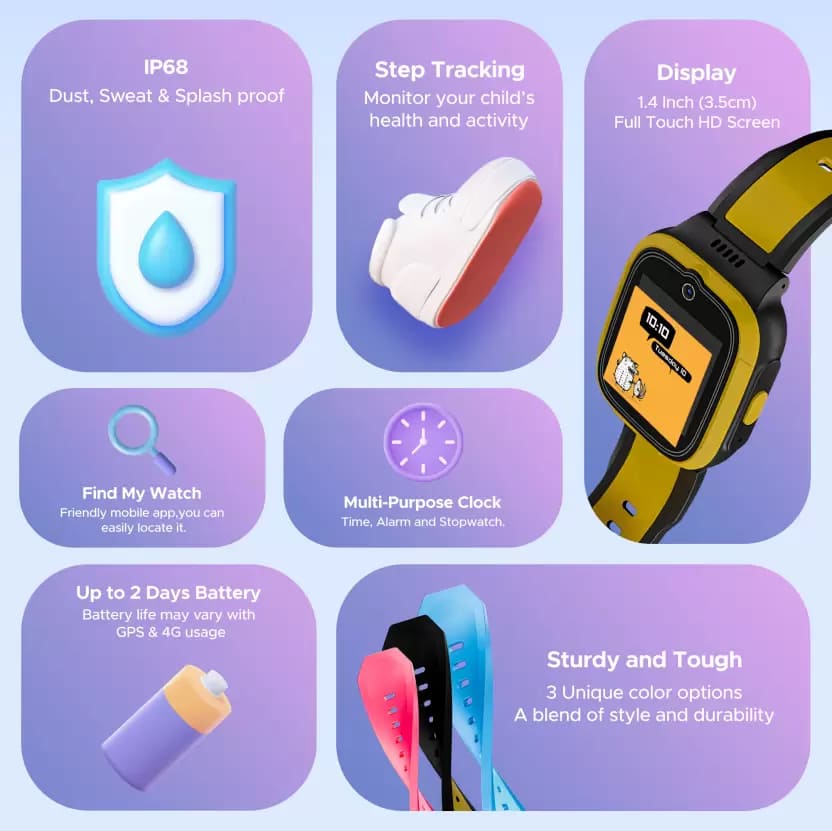 IP68
Dust, Sweat & Splash proof
Step Tracking
Monitor your child's
health and activity
Display
1.4 Inch (3.5cm)
Full Touch HD Screen
10:10
Tuesday 10
Find My Watch
Friendly mobile app,you can
easily locate it.
Multi-Purpose Clock
Time, Alarm and Stopwatch.
Up to 2 Days Battery
Battery life may vary with
GPS & 4G usage
Sturdy and Tough
3 Unique color options
A blend of style and durability